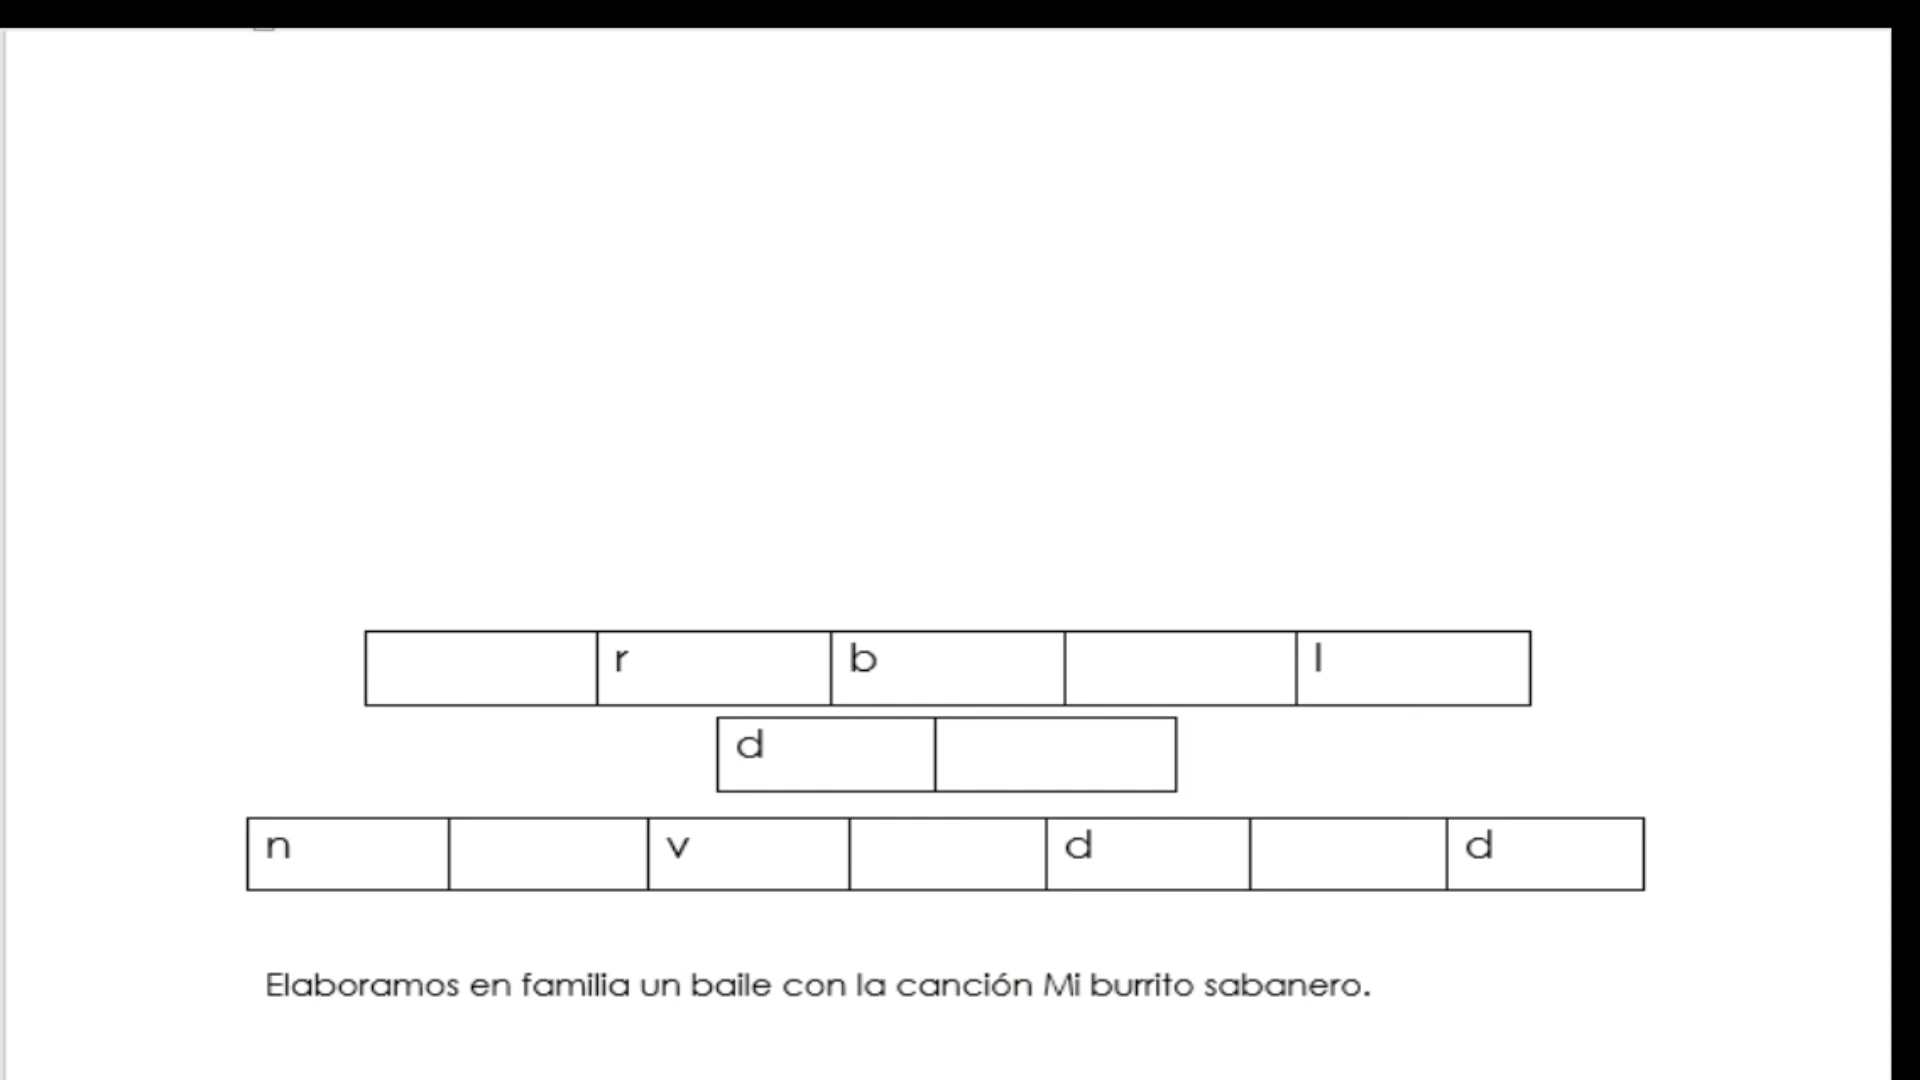 r b l
d
n v d d
Elaboramos en familia un baile con la canción Mi burrito sabanero.